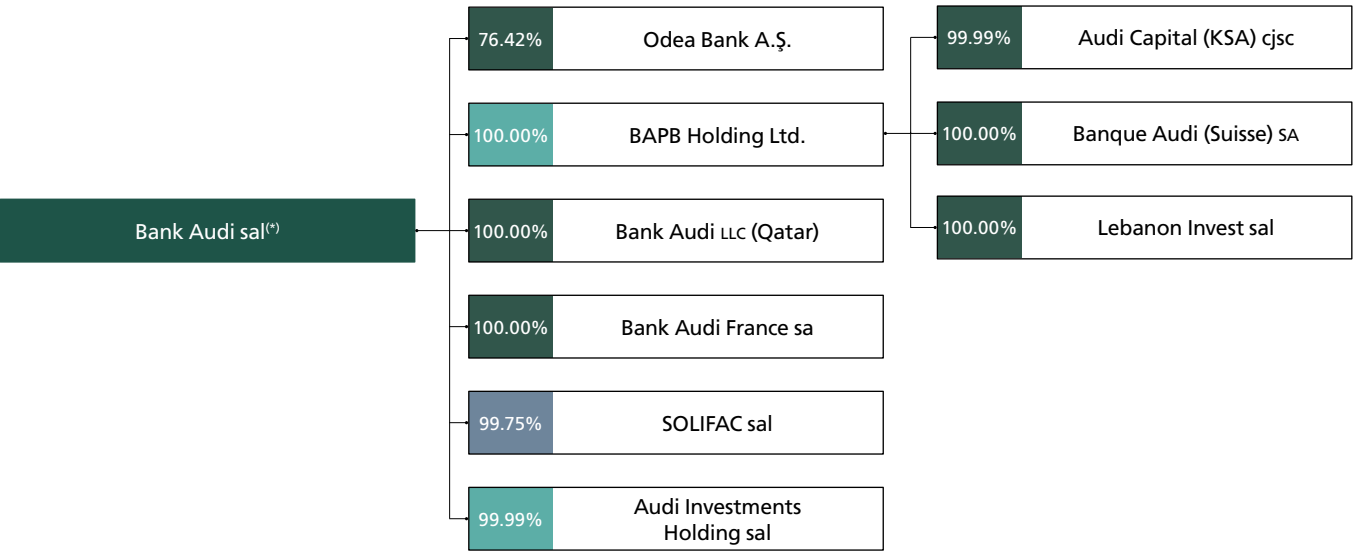 Bank Audi sal(*)
76.42% Odea Bank A.Ş.
100.00% BAPB Holding Ltd.
100.00% Bank Audi LLC (Qatar)
100.00% Bank Audi France sa
99.75% SOLIFAC sal
99.99% Audi Investments
Holding sal
99.99% Audi Capital (KSA) cjsc
100.00% Banque Audi (Suisse) SA
100.00% Lebanon Invest sal